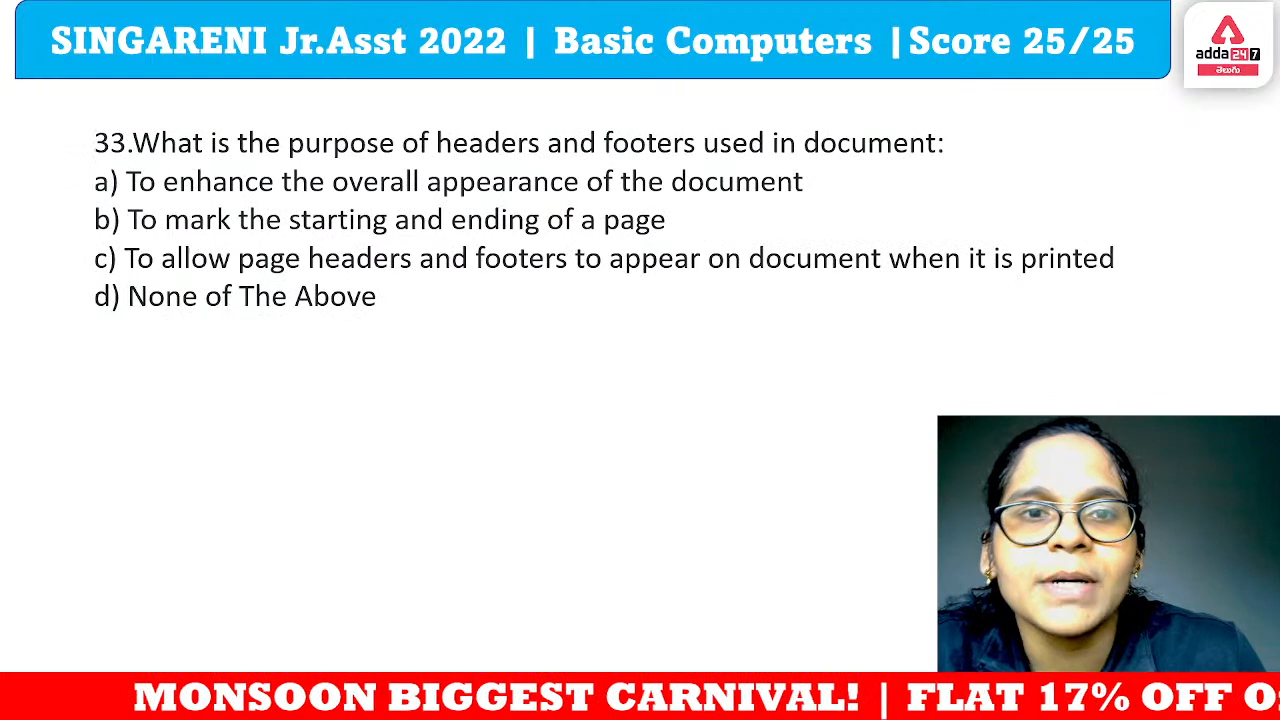 SINGARENI Jr.Asst 2022 | Basic Computers |Score 25/25
adda247
తెలుగు
33.What is the purpose of headers and footers used in document:
a) To enhance the overall appearance of the document
b) To mark the starting and ending of a page
c) To allow page headers and footers to appear on document when it is printed
d) None of The Above
MONSOON BIGGEST CARNIVAL! | FLAT 17% OFF